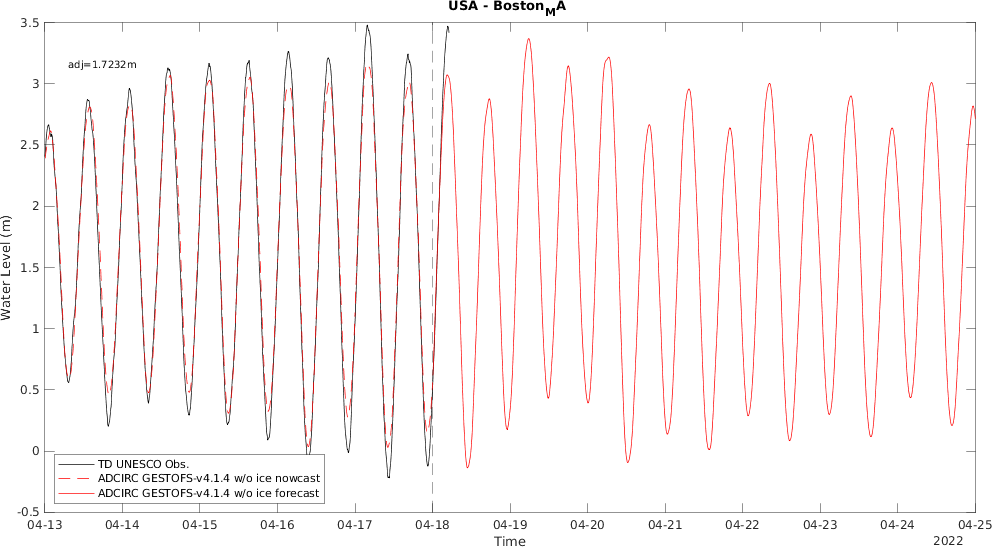 USA - Boston_MA
3.5
adj=1.7232m
3
2.5
2
1.5
1
0.5
0
-0.5
Water Level (m)
TD UNESCO Obs.
ADCIRC GESTOFS-v4.1.4 w/o ice nowcast
ADCIRC GESTOFS-v4.1.4 w/o ice forecast
04-13 04-14 04-15 04-16 04-17 04-18 04-19 04-20 04-21 04-22 04-23 04-24 04-25
Time
2022